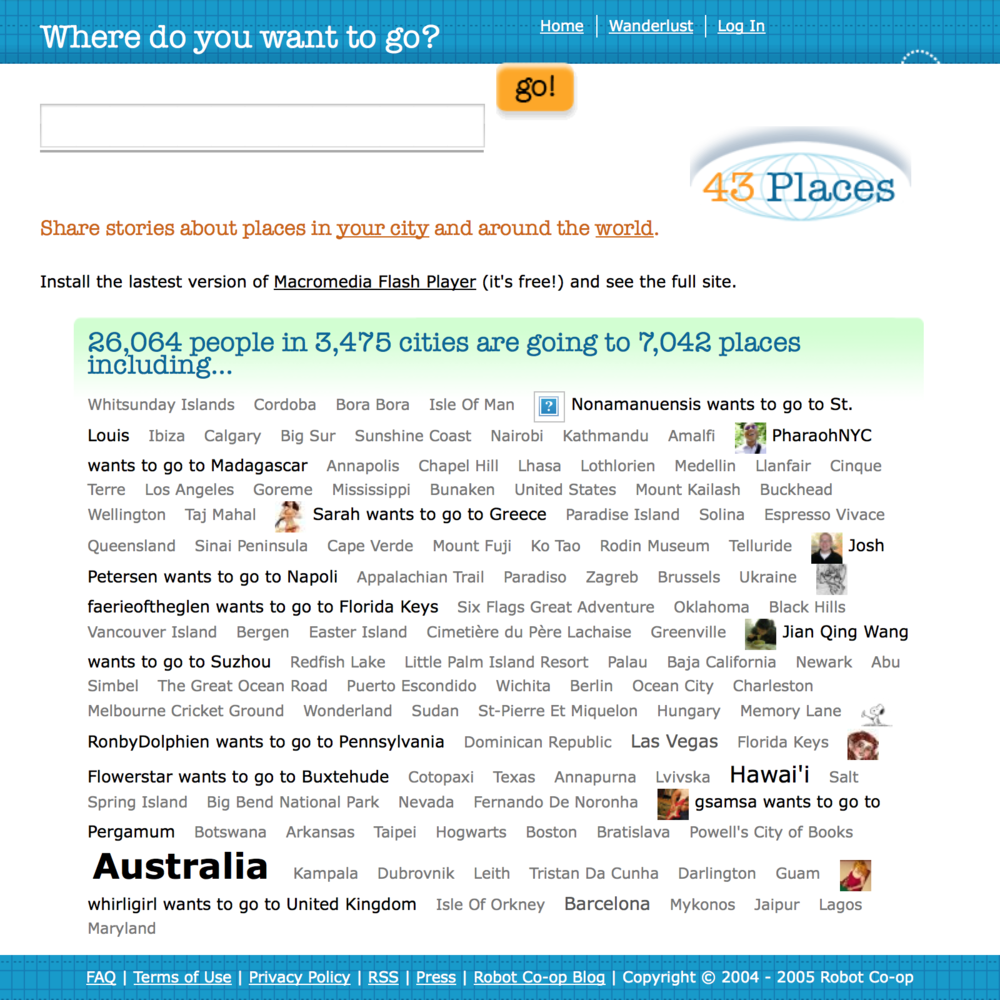 Where do you want to go?
Home | Wanderlust | Log In
go!
43 Places
Share stories about places in your city and around the world.
Install the lastest version of Macromedia Flash Player (it's free!) and see the full site.
26,064 people in 3,475 cities are going to 7,042 places
including...
Whitsunday Islands Cordoba Bora Bora Isle Of Man ? Nonamanuensis wants to go to St.
Louis Ibiza Calgary Big Sur Sunshine Coast Nairobi Kathmandu Amalfi PharaohNYC
wants to go to Madagascar Annapolis Chapel Hill Lhasa Lothlorien Medellin Llanfair Cinque
Terre Los Angeles Goreme Mississippi Bunaken United States Mount Kailash Buckhead
Wellington Taj Mahal Sarah wants to go to Greece Paradise Island Solina Espresso Vivace
Queensland Sinai Peninsula Cape Verde Mount Fuji Ko Tao Rodin Museum Telluride Josh
Petersen wants to go to Napoli Appalachian Trail Paradiso Zagreb Brussels Ukraine
faerieoftheglen wants to go to Florida Keys Six Flags Great Adventure Oklahoma Black Hills
Vancouver Island Bergen Easter Island Cimetière du Père Lachaise Greenville Jian Qing Wang
wants to go to Suzhou Redfish Lake Little Palm Island Resort Palau Baja California Newark Abu
Simbel The Great Ocean Road Puerto Escondido Wichita Berlin Ocean City Charleston
Melbourne Cricket Ground Wonderland Sudan St-Pierre Et Miquelon Hungary Memory Lane
RonbyDolphien wants to go to Pennsylvania Dominican Republic Las Vegas Florida Keys
Flowerstar wants to go to Buxtehude Cotopaxi Texas Annapurna Lvivska Hawai'i Salt
Spring Island Big Bend National Park Nevada Fernando De Noronha gsamsa wants to go to
Pergamum Botswana Arkansas Taipei Hogwarts Boston Bratislava Powell's City of Books
Australia Kampala Dubrovnik Leith Tristan Da Cunha Darlington Guam
whirligirl wants to go to United Kingdom Isle Of Orkney Barcelona Mykonos Jaipur Lagos
Maryland
FAQ | Terms of Use | Privacy Policy | RSS | Press | Robot Co-op Blog | Copyright © 2004 - 2005 Robot Co-op